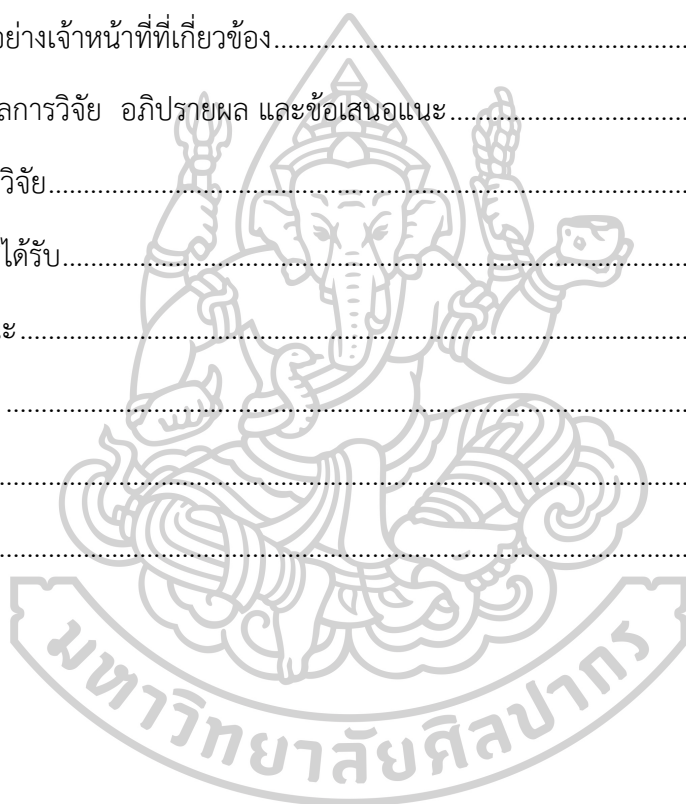 อย่างเจ้าหน้าที่ที่เกี่ยวข้อง................................................
ลการวิจัย อภิปรายผล และข้อเสนอแนะ............................
วิจัย..........................................................................
ได้รับ........................................................................
ะ..............................................................................
................................................................................
................................................................................
................................................................................
มหาวิทยาลัยศิลปากร